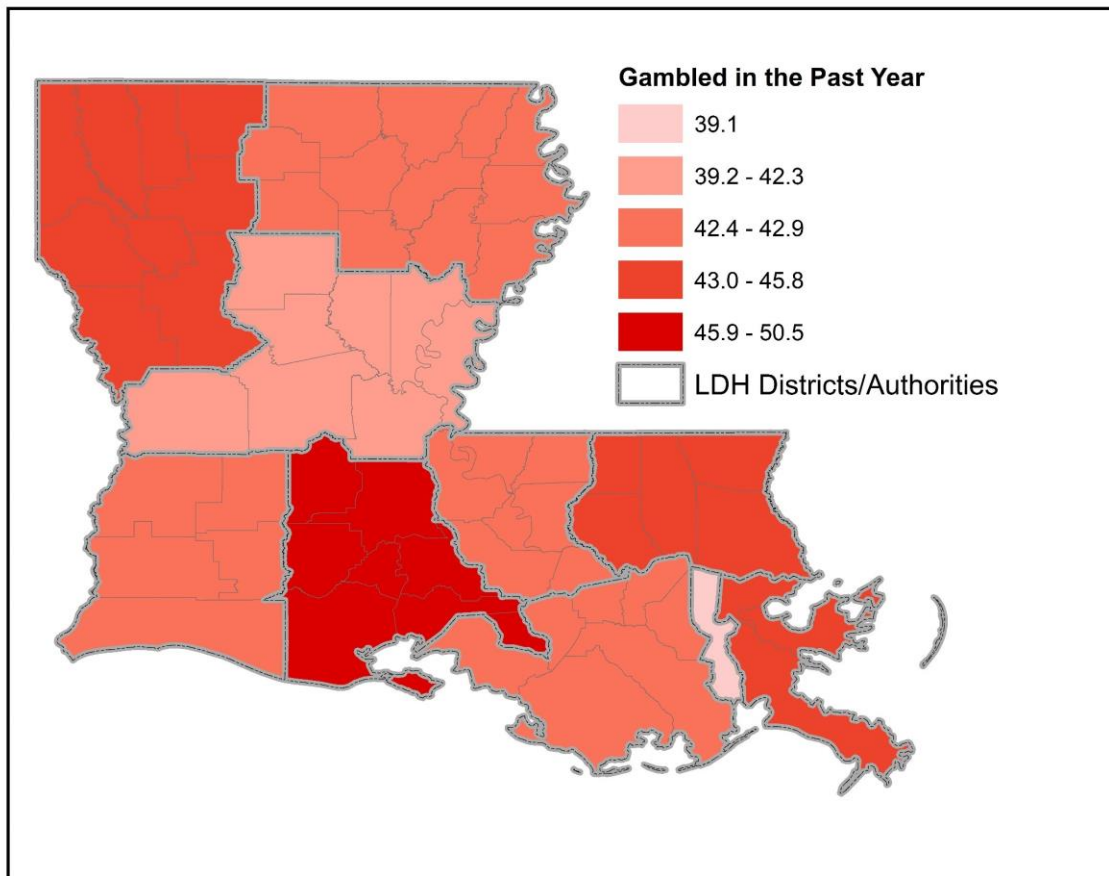 Gambled in the Past Year
39.1
39.2 - 42.3
42.4 - 42.9
43.0 - 45.8
45.9 - 50.5
LDH Districts/Authorities